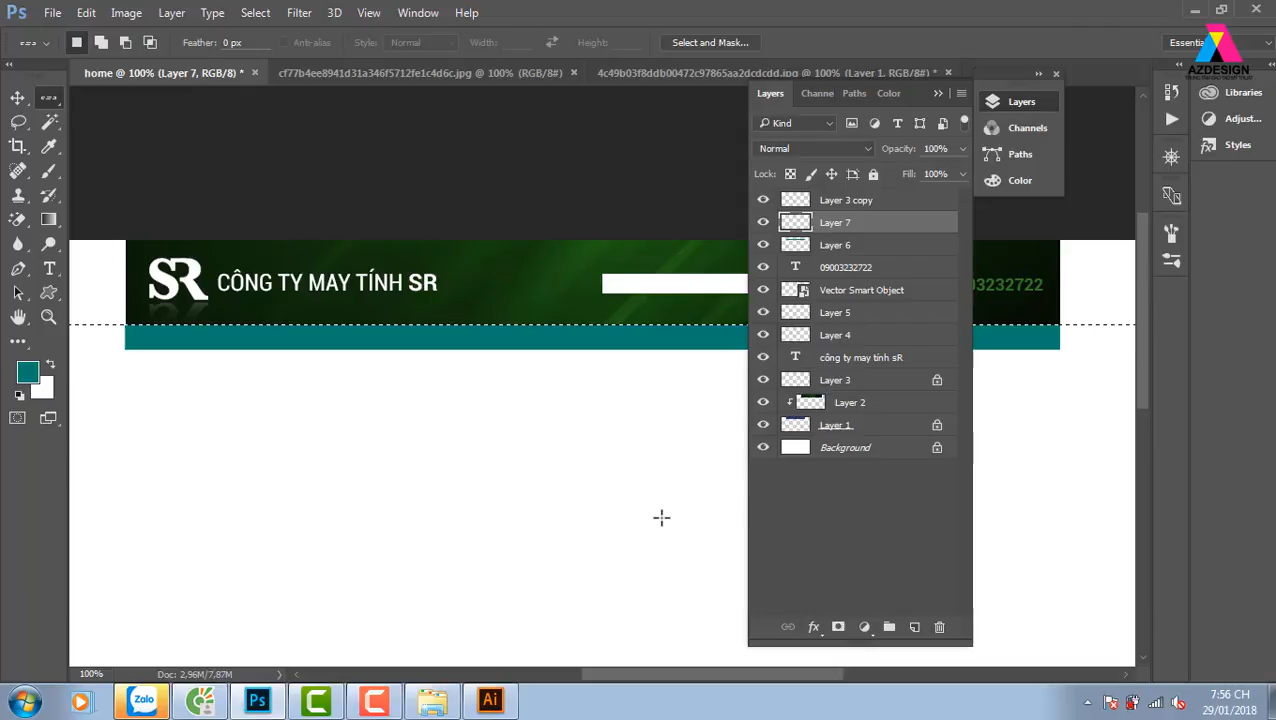 Ps File Edit Image Layer Type Select Filter 3D View Window Help
Feather: 0 px Anti-alias Style: Normal Width: Height: Select and Mask...
AZDESIGN
home @ 100% (Layer 7, RGB/8) * cf77b4ee8941d31a346f5712fe1c4d6c.jpg @ 100% (RGB/8#) 4c49b03f8ddb00472c97865aa2dcdcdd.jpg @ 100% (Layer 1, RGB/8#) *
Layers Channe Paths Color
Kind
Normal Opacity: 100%
Lock: Fill: 100%
Layer 3 copy
Layer 7
Layer 6
T 09003232722
Vector Smart Object
Layer 5
Layer 4
T công ty may tính sR
Layer 3
Layer 2
Layer 1
Background
fx
Layers
Channels
Paths
Color
Libraries
Adjust...
Styles
SR CÔNG TY MAY TÍNH SR
03232722
100% Doc: 2,96M/7,87M
Zalo Ps C C Ai
7:56 CH
29/01/2018